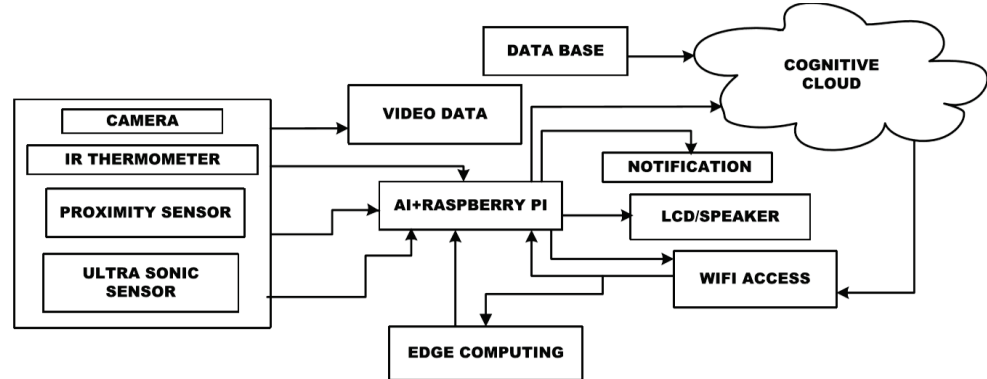 DATA BASE
COGNITIVE
CLOUD
CAMERA
VIDEO DATA
IR THERMOMETER
NOTIFICATION
PROXIMITY SENSOR
AI+RASPBERRY PI
LCD/SPEAKER
ULTRA SONIC
SENSOR
WIFI ACCESS
EDGE COMPUTING